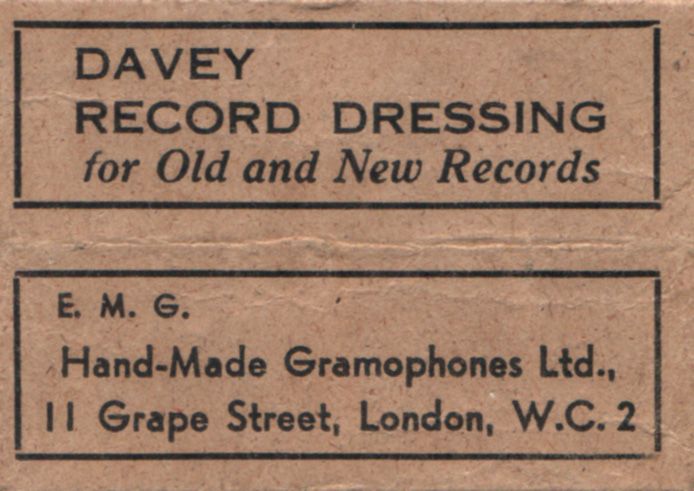 DAVEY
RECORD DRESSING
for Old and New Records
E. M. G.
Hand-Made Gramophones Ltd.,
11 Grape Street, London, W.C. 2